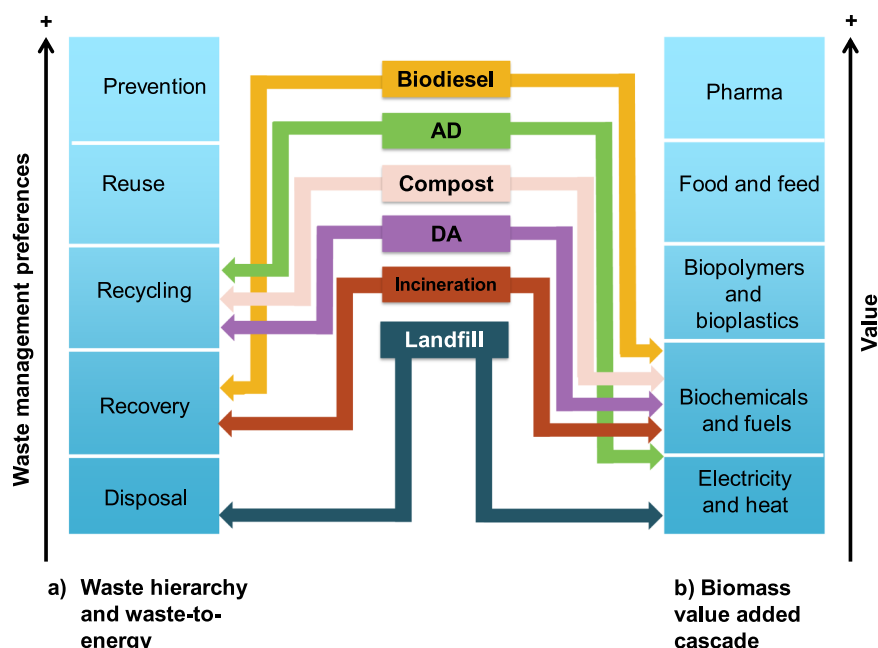 +
+
Waste management preferences
Prevention
Reuse
Recycling
Recovery
Disposal
Biodiesel
AD
Compost
DA
Incineration
Landfill
Pharma
Food and feed
Biopolymers
and
bioplastics
Biochemicals
and fuels
Electricity
and heat
Value
a) Waste hierarchy
and waste-to-
energy
b) Biomass
value added
cascade